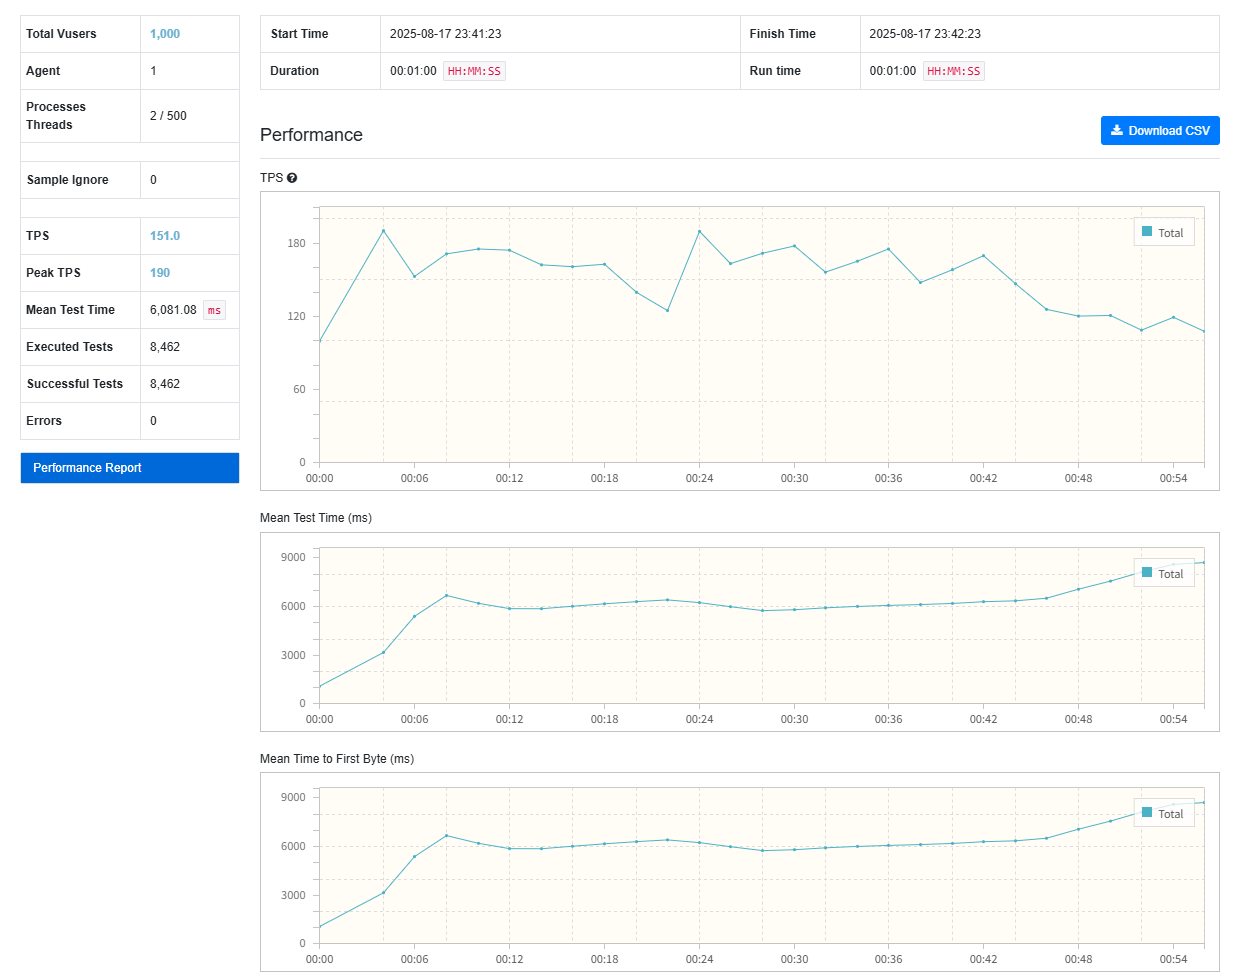 Total Vusers 1,000
Agent 1
Processes
Threads 2 / 500
Sample Ignore 0
TPS 151.0
Peak TPS 190
Mean Test Time 6,081.08 ms
Executed Tests 8,462
Successful Tests 8,462
Errors 0
Performance Report
Start Time 2025-08-17 23:41:23 Finish Time 2025-08-17 23:42:23
Duration 00:01:00 HH:MM:SS Run time 00:01:00 HH:MM:SS
Performance Download CSV
TPS ?
Total
180
120
60
0
00:00 00:06 00:12 00:18 00:24 00:30 00:36 00:42 00:48 00:54
Mean Test Time (ms)
9000
Total
6000
3000
0
00:00 00:06 00:12 00:18 00:24 00:30 00:36 00:42 00:48 00:54
Mean Time to First Byte (ms)
9000
Total
6000
3000
0
00:00 00:06 00:12 00:18 00:24 00:30 00:36 00:42 00:48 00:54